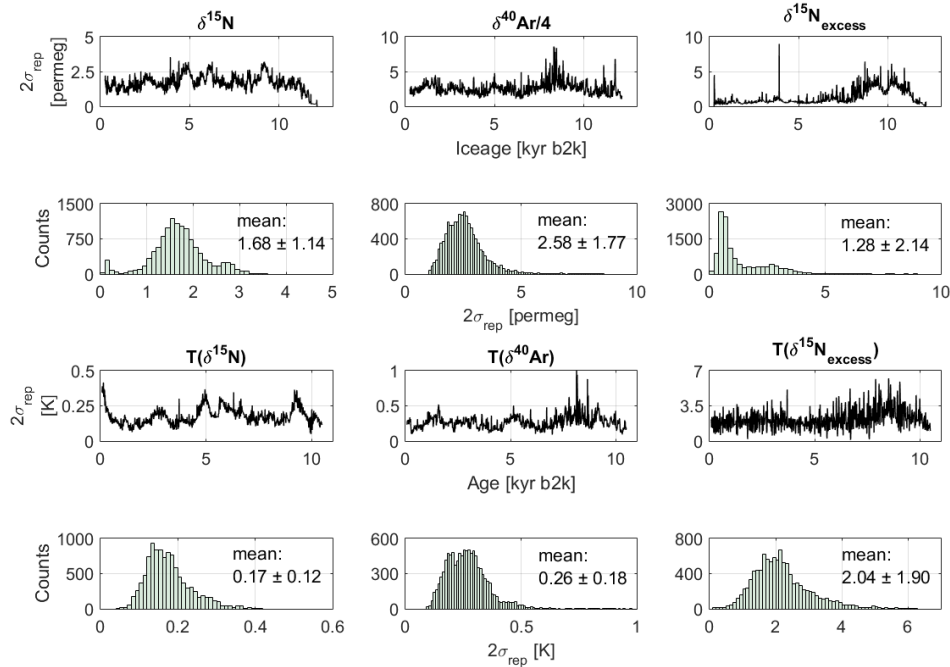 δ15N δ40Ar/4 δ15Nexcess
2σrep
[permeg]
5
2.5
0
5 10
10
5
0
0 5 10
10
5
0
0 5 10
Iceage [kyr b2k]
Counts
1500
750
0
0 1 2 3 4 5
mean:
1.68 ± 1.14
800
400
0
0 5 10
mean:
2.58 ± 1.77
3000
1500
0
0 5 10
mean:
1.28 ± 2.14
2σrep [permeg]
T(δ15N) T(δ40Ar) T(δ15Nexcess)
2σrep
[K]
0.5
0.25
0
5 10
1
0.5
0
0 5 10
7
3.5
0
0 5 10
Age [kyr b2k]
Counts
1000
500
0
0 0.2 0.4 0.6
mean:
0.17 ± 0.12
600
300
0
0 0.5 1
mean:
0.26 ± 0.18
800
400
0
2 4 6
mean:
2.04 ± 1.90
2σrep [K]